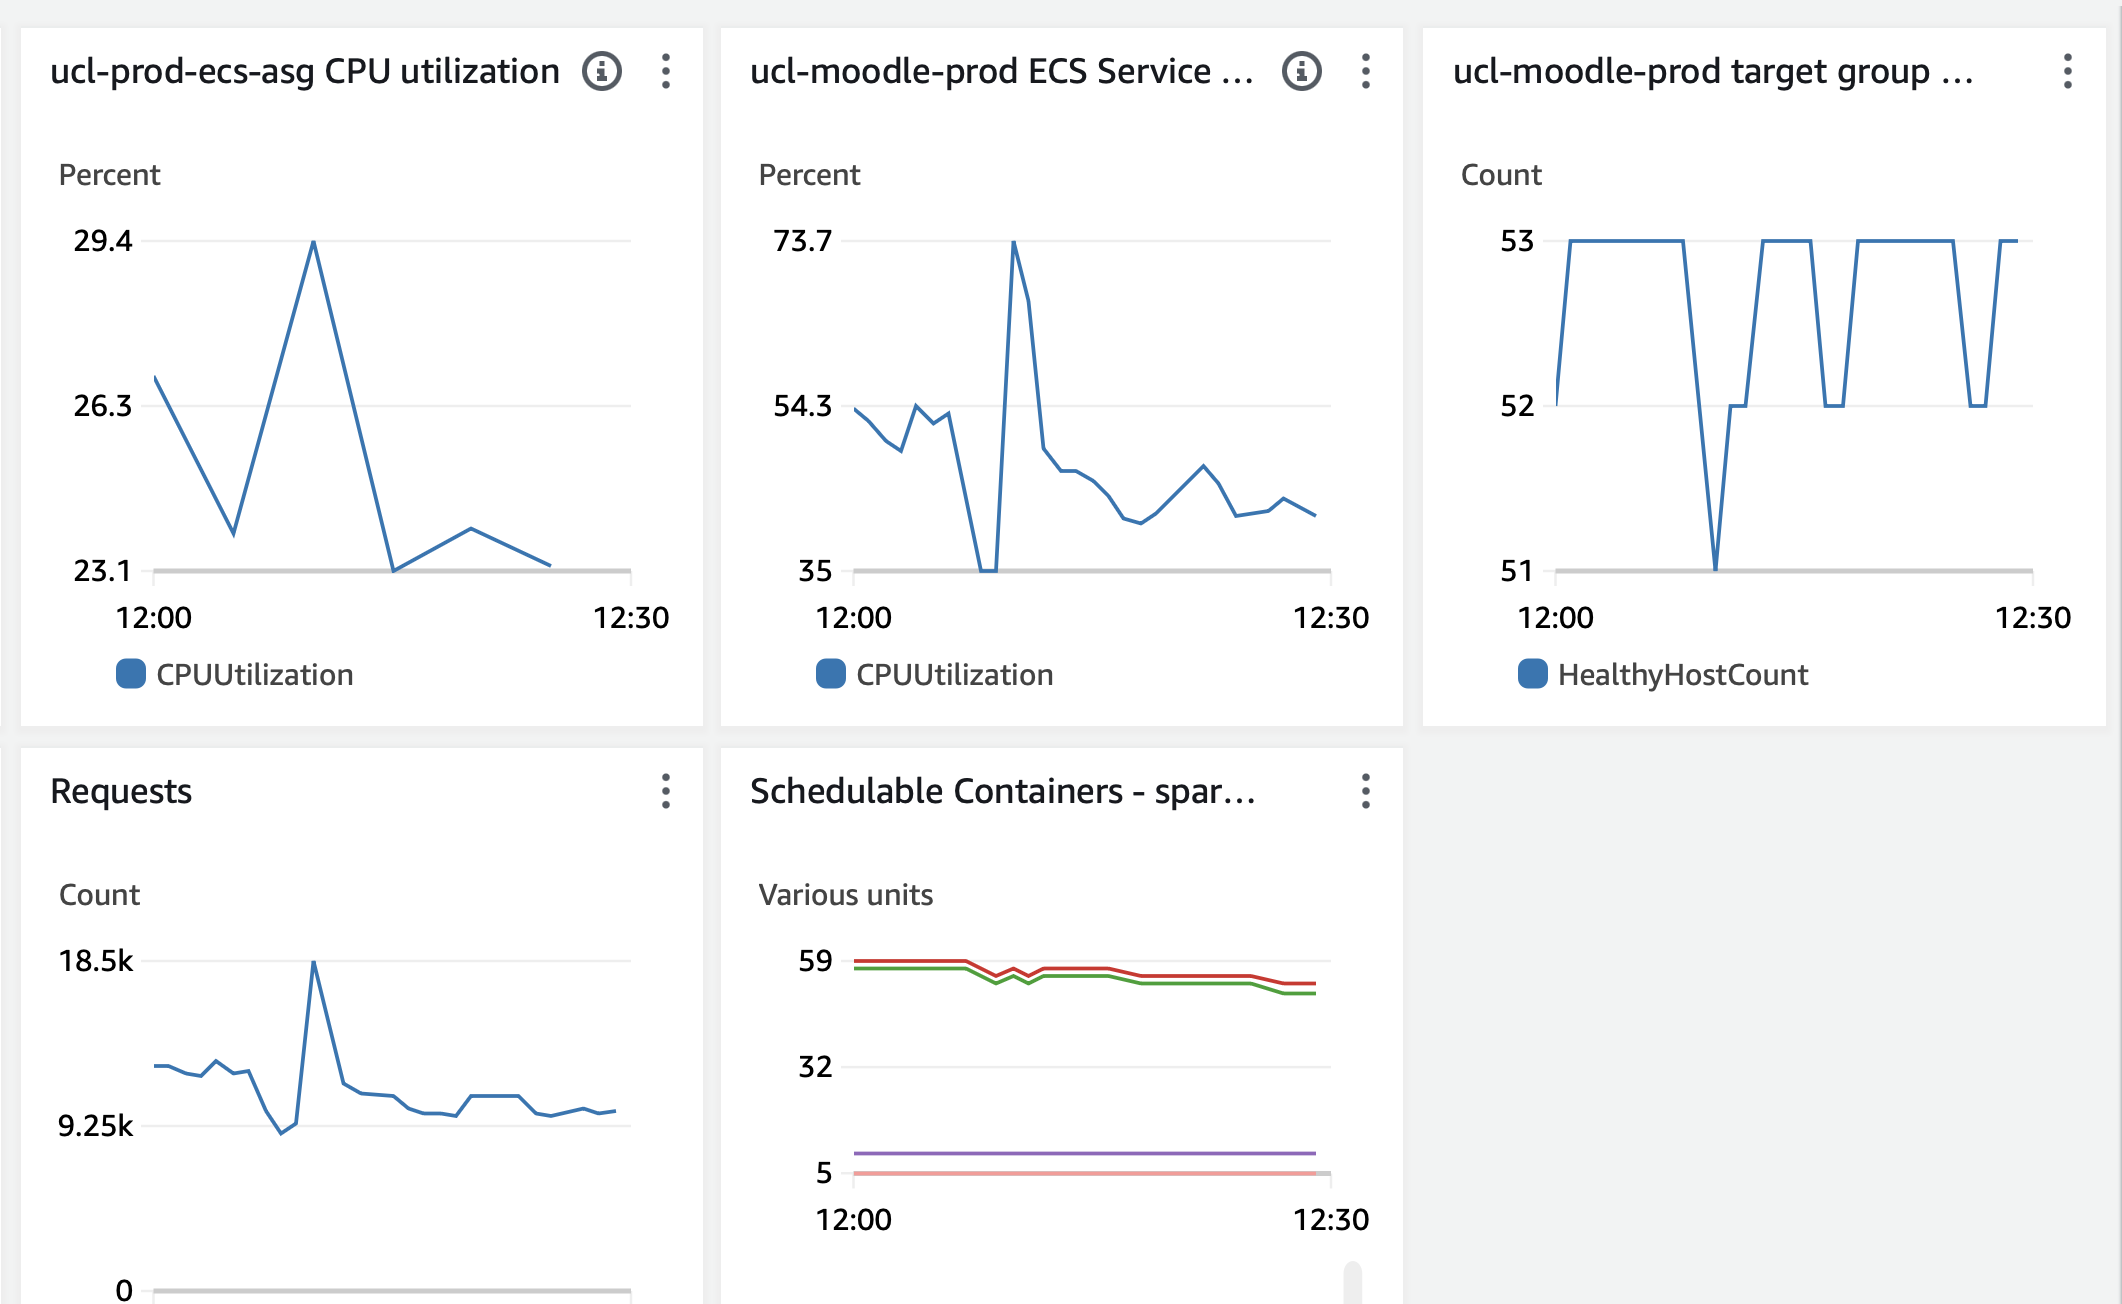 ucl-prod-ecs-asg CPU utilization
Percent
29.4
26.3
23.1
12:00 12:30
CPUUtilization
ucl-moodle-prod ECS Service ...
Percent
73.7
54.3
35
12:00 12:30
CPUUtilization
ucl-moodle-prod target group ...
Count
53
52
51
12:00 12:30
HealthyHostCount
Requests
Count
18.5k
9.25k
0
Schedulable Containers - spar...
Various units
59
32
5
12:00 12:30